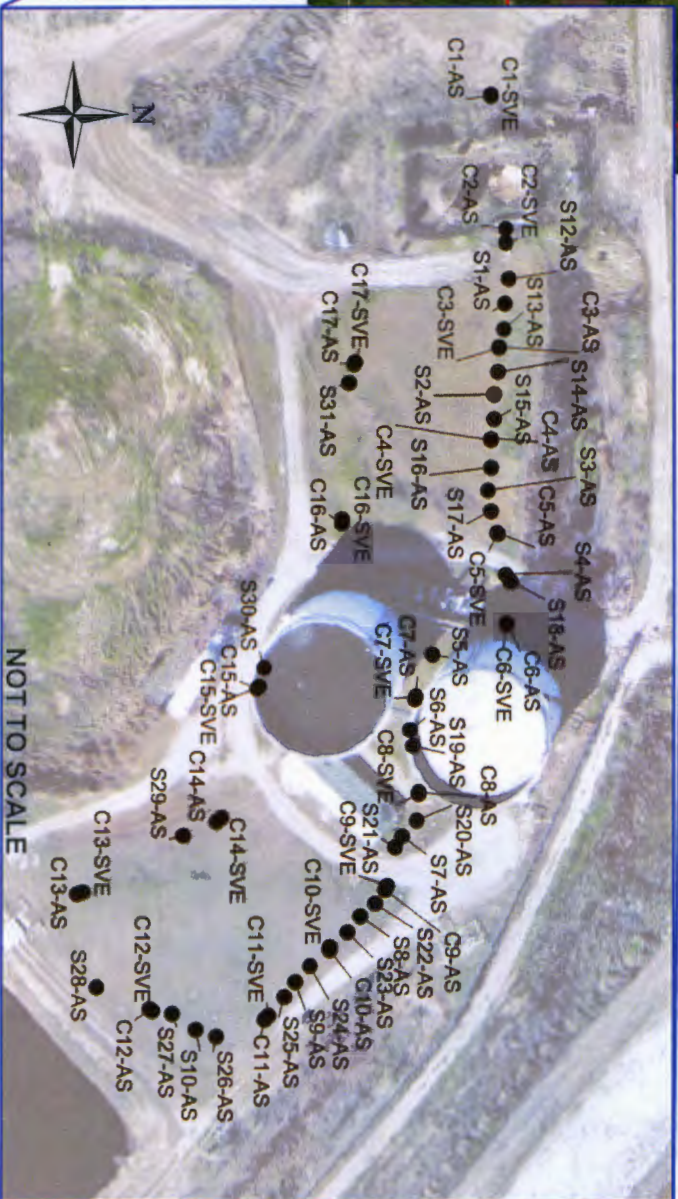 N
C1-SVE
C1-AS
C2-SVE
C2-AS
S12-AS
S1-AS
S13-AS
C3-AS
C3-SVE
S14-AS
S2-AS
S15-AS
C4-AS
C4-SVE
S16-AS
S3-AS
S17-AS
C5-AS
C5-SVE
S4-AS
S18-AS
C6-AS
C6-SVE
C17-SVE
C17-AS
S31-AS
C16-SVE
C16-AS
S30-AS
C15-AS
C15-SVE
S5-AS
C7-AS
C7-SVE
S6-AS
S19-AS
C8-AS
C8-SVE
S20-AS
S7-AS
S21-AS
C9-SVE
C9-AS
S22-AS
S8-AS
S23-AS
C10-SVE
C10-AS
S24-AS
S9-AS
S25-AS
C11-SVE
C11-AS
C14-AS
C14-SVE
S29-AS
C13-SVE
C13-AS
S28-AS
C12-SVE
C12-AS
S27-AS
S10-AS
S26-AS
NOT TO SCALE